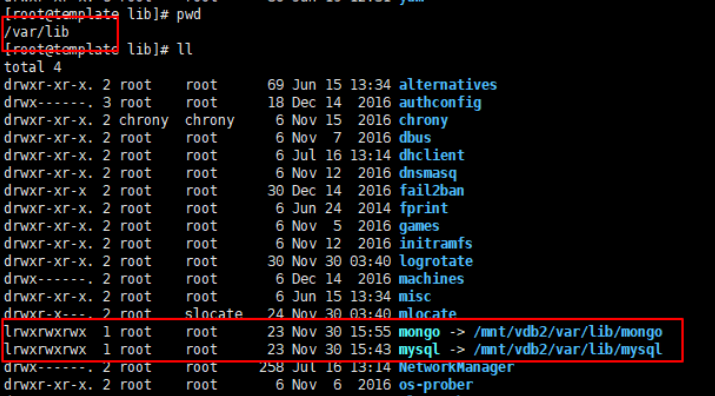 [root@template lib]# pwd
/var/lib
[root@template lib]# ll
total 4
drwxr-xr-x. 2 root root 69 Jun 15 13:34 alternatives
drwx------. 3 root root 18 Dec 14 2016 authconfig
drwxr-xr-x. 2 chrony chrony 6 Nov 15 2016 chrony
drwxr-xr-x. 2 root root 6 Nov 7 2016 dbus
drwxr-xr-x. 2 root root 6 Jul 16 13:14 dhclient
drwxr-xr-x. 2 root root 6 Nov 12 2016 dnsmasq
drwxr-xr-x 2 root root 30 Dec 14 2016 fail2ban
drwxr-xr-x. 2 root root 6 Jun 24 2014 fprint
drwxr-xr-x. 2 root root 6 Nov 5 2016 games
drwxr-xr-x. 2 root root 6 Nov 12 2016 initramfs
drwxr-xr-x. 2 root root 30 Nov 30 03:40 logrotate
drwx------. 2 root root 6 Dec 14 2016 machines
drwxr-xr-x. 2 root root 6 Jun 15 13:34 misc
drwxr-x---. 2 root slocate 24 Nov 30 03:40 mlocate
lrwxrwxrwx 1 root root 23 Nov 30 15:55 mongo -> /mnt/vdb2/var/lib/mongo
lrwxrwxrwx 1 root root 23 Nov 30 15:43 mysql -> /mnt/vdb2/var/lib/mysql
drwx------. 2 root root 258 Jul 16 13:14 NetworkManager
drwxr-xr-x. 2 root root 6 Nov 6 2016 os-prober